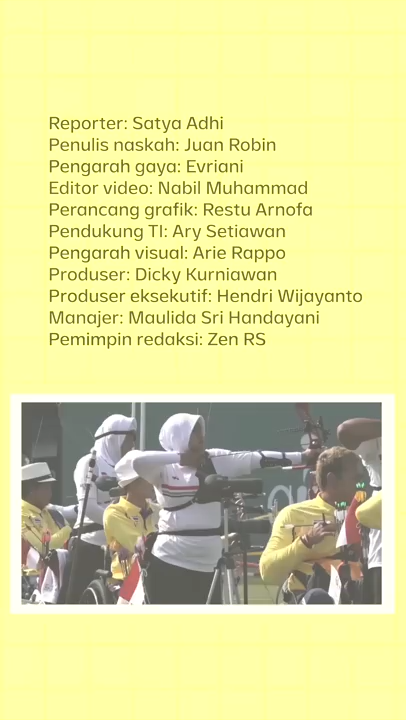 Reporter: Satya Adhi
Penulis naskah: Juan Robin
Pengarah gaya: Evriani
Editor video: Nabil Muhammad
Perancang grafik: Restu Arnofa
Pendukung TI: Ary Setiawan
Pengarah visual: Arie Rappo
Produser: Dicky Kurniawan
Produser eksekutif: Hendri Wijayanto
Manajer: Maulida Sri Handayani
Pemimpin redaksi: Zen RS